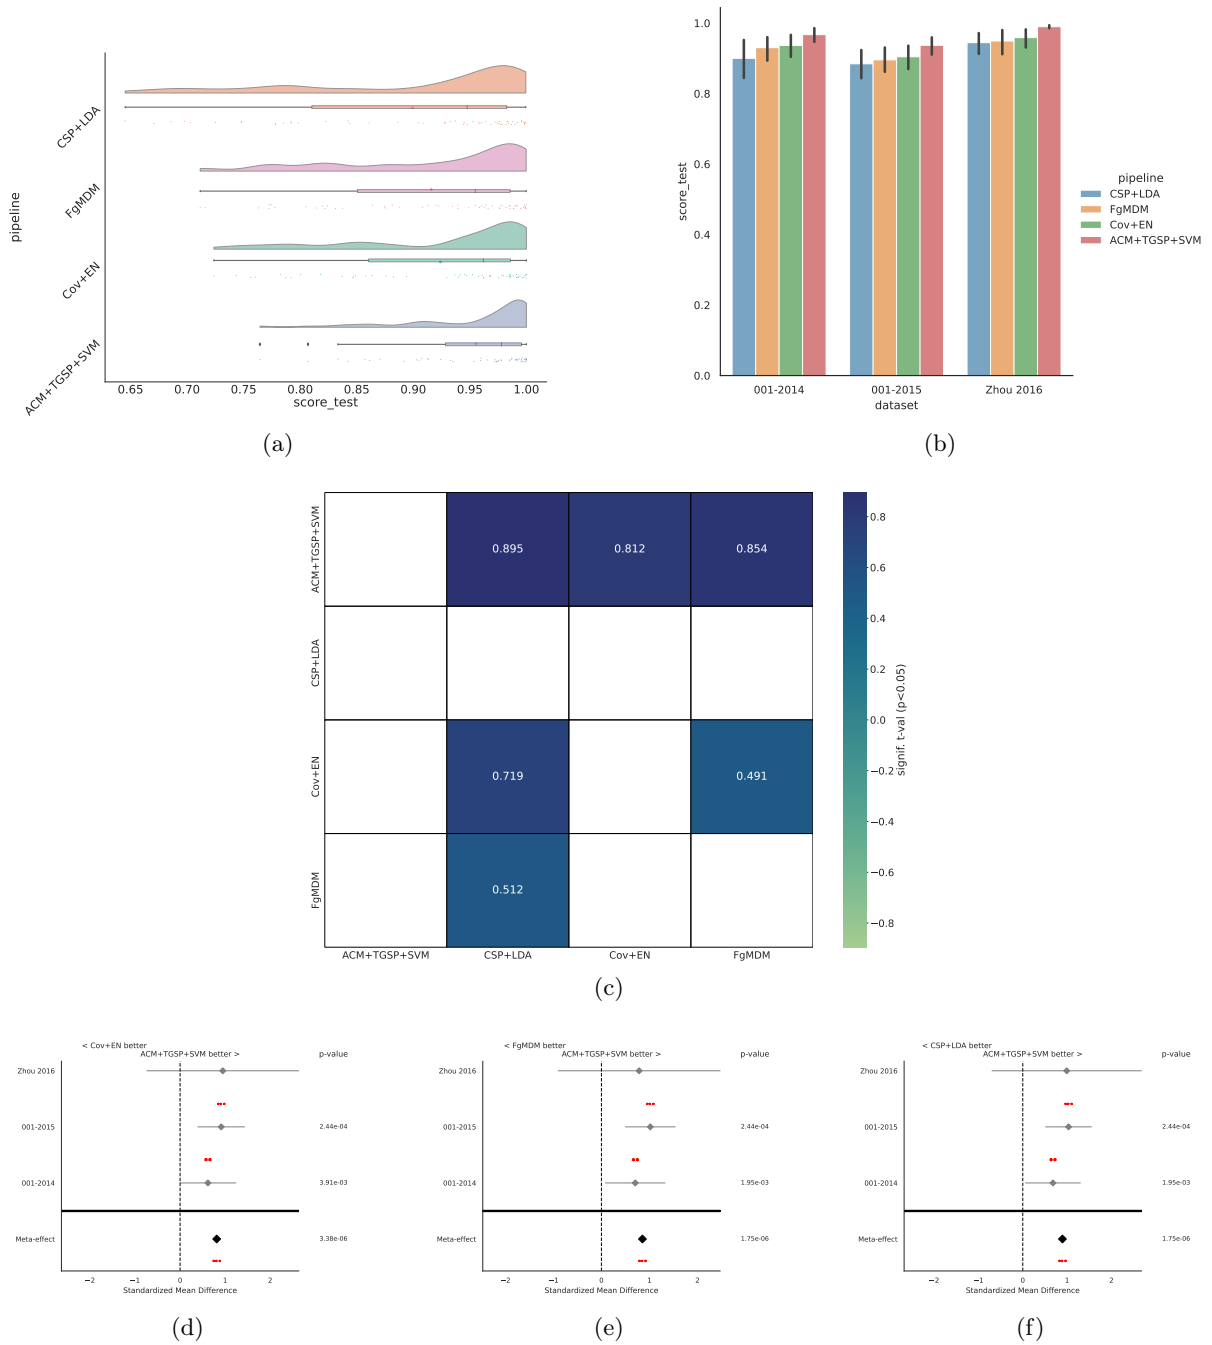 pipeline
CSP+LDA
FgMDM
Cov+EN
ACM+TGSP+SVM
0.65 0.70 0.75 0.80 0.85 0.90 0.95 1.00
score_test
(a)
score_test
1.0
0.8
0.6
0.4
0.2
0.0
001-2014 001-2015 Zhou 2016
dataset
pipeline
CSP+LDA
FgMDM
Cov+EN
ACM+TGSP+SVM
(b)
ACM+TGSP+SVM
CSP+LDA
Cov+EN
FgMDM
0.895 0.812 0.854
0.719 0.491
0.512
ACM+TGSP+SVM CSP+LDA Cov+EN FgMDM
0.8
0.6
0.4
0.2
0.0
−0.2
−0.4
−0.6
−0.8
signif. t-val (p<0.05)
(c)
< Cov+EN better
ACM+TGSP+SVM better >
p-value
Zhou 2016
001-2015 2.44e-04
001-2014 3.91e-03
Meta-effect 3.38e-06
−2 −1 0 1 2
Standardized Mean Difference
(d)
< FgMDM better
ACM+TGSP+SVM better >
p-value
Zhou 2016
001-2015 2.44e-04
001-2014 1.95e-03
Meta-effect 1.75e-06
−2 −1 0 1 2
Standardized Mean Difference
(e)
< CSP+LDA better
ACM+TGSP+SVM better >
p-value
Zhou 2016
001-2015 2.44e-04
001-2014 1.95e-03
Meta-effect 1.75e-06
−2 −1 0 1 2
Standardized Mean Difference
(f)